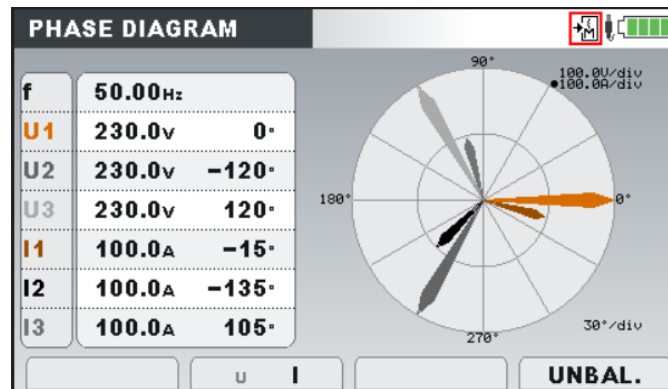 PHASE DIAGRAM
M
f 50.00Hz
U1 230.0V 0°
U2 230.0V -120°
U3 230.0V 120°
I1 100.0A -15°
I2 100.0A -135°
I3 100.0A 105°
90°
100.0V/div
100.0A/div
180°
0°
270°
30°/div
U I
UNBAL.